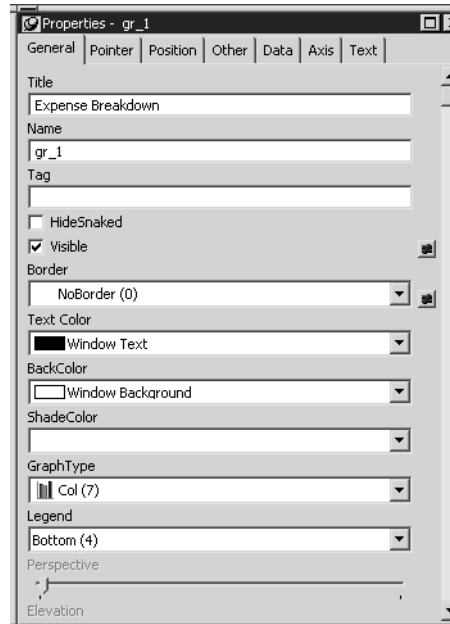 Properties - gr_1
General Pointer Position Other Data Axis Text
Title
Expense Breakdown
Name
gr_1
Tag
HideSnaked
Visible
Border
NoBorder (0)
Text Color
Window Text
BackColor
Window Background
ShadeColor
GraphType
Col (7)
Legend
Bottom (4)
Perspective
Elevation